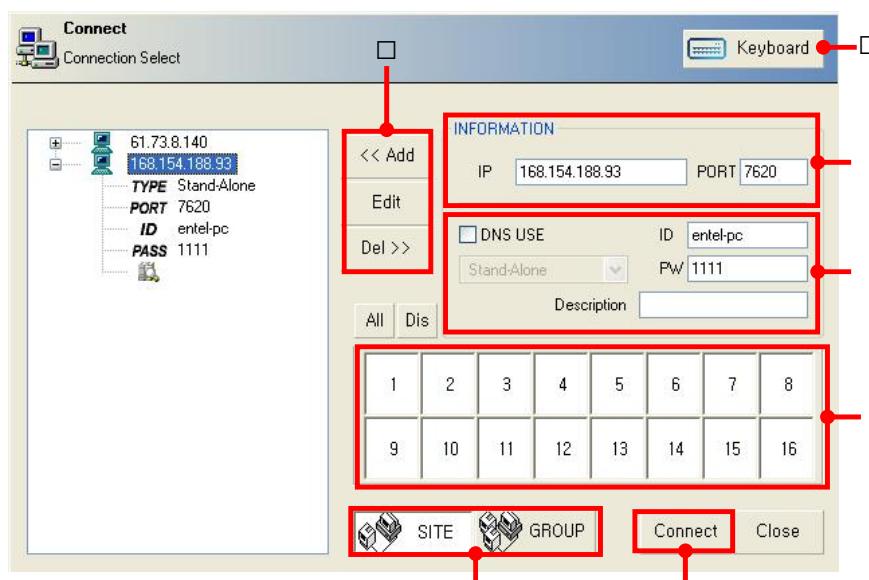 Connect
Connection Select
Keyboard
61.73.8.140
168.154.188.93
TYPE Stand-Alone
PORT 7620
ID entel-pc
PASS 1111
<< Add
Edit
Del >>
INFORMATION
IP 168.154.188.93 PORT 7620
DNS USE ID entel-pc
Stand-Alone PW 1111
Description
All Dis
1 2 3 4 5 6 7 8
9 10 11 12 13 14 15 16
SITE GROUP Connect Close